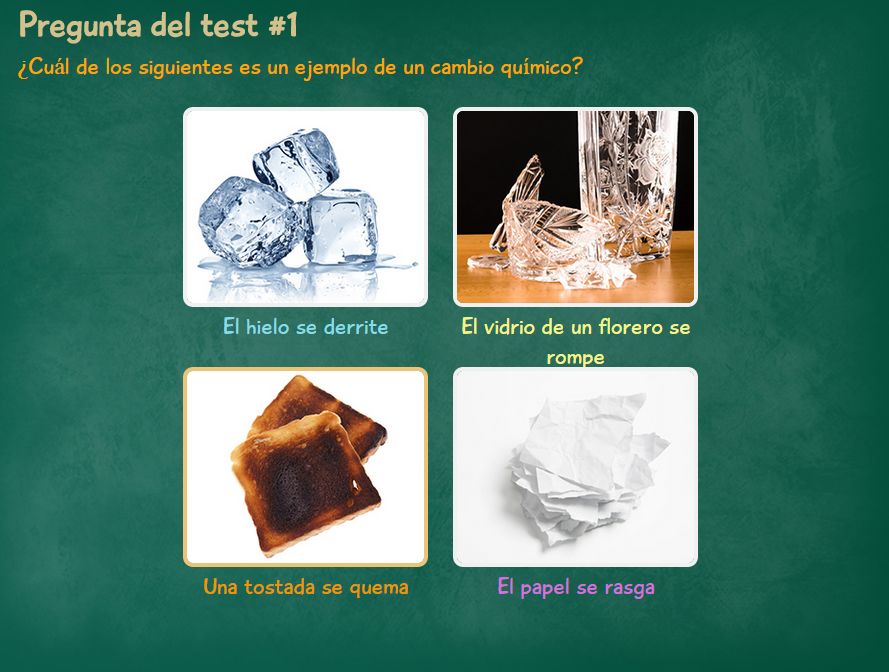 Pregunta del test #1
¿Cuál de los siguientes es un ejemplo de un cambio químico?
El hielo se derrite
El vidrio de un florero se
rompe
Una tostada se quema
El papel se rasga